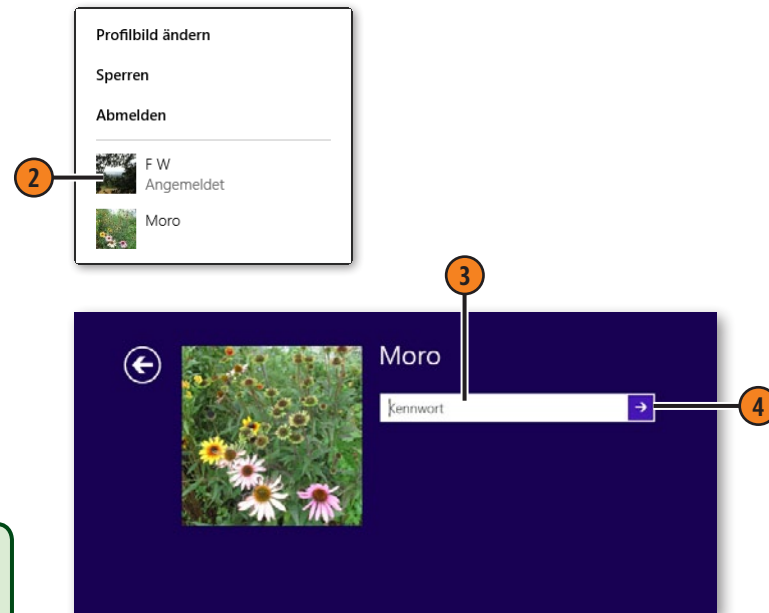 Profilbild ändern
Sperren
Abmelden
2
F W
Angemeldet
Moro
3
Moro
Kennwort
4